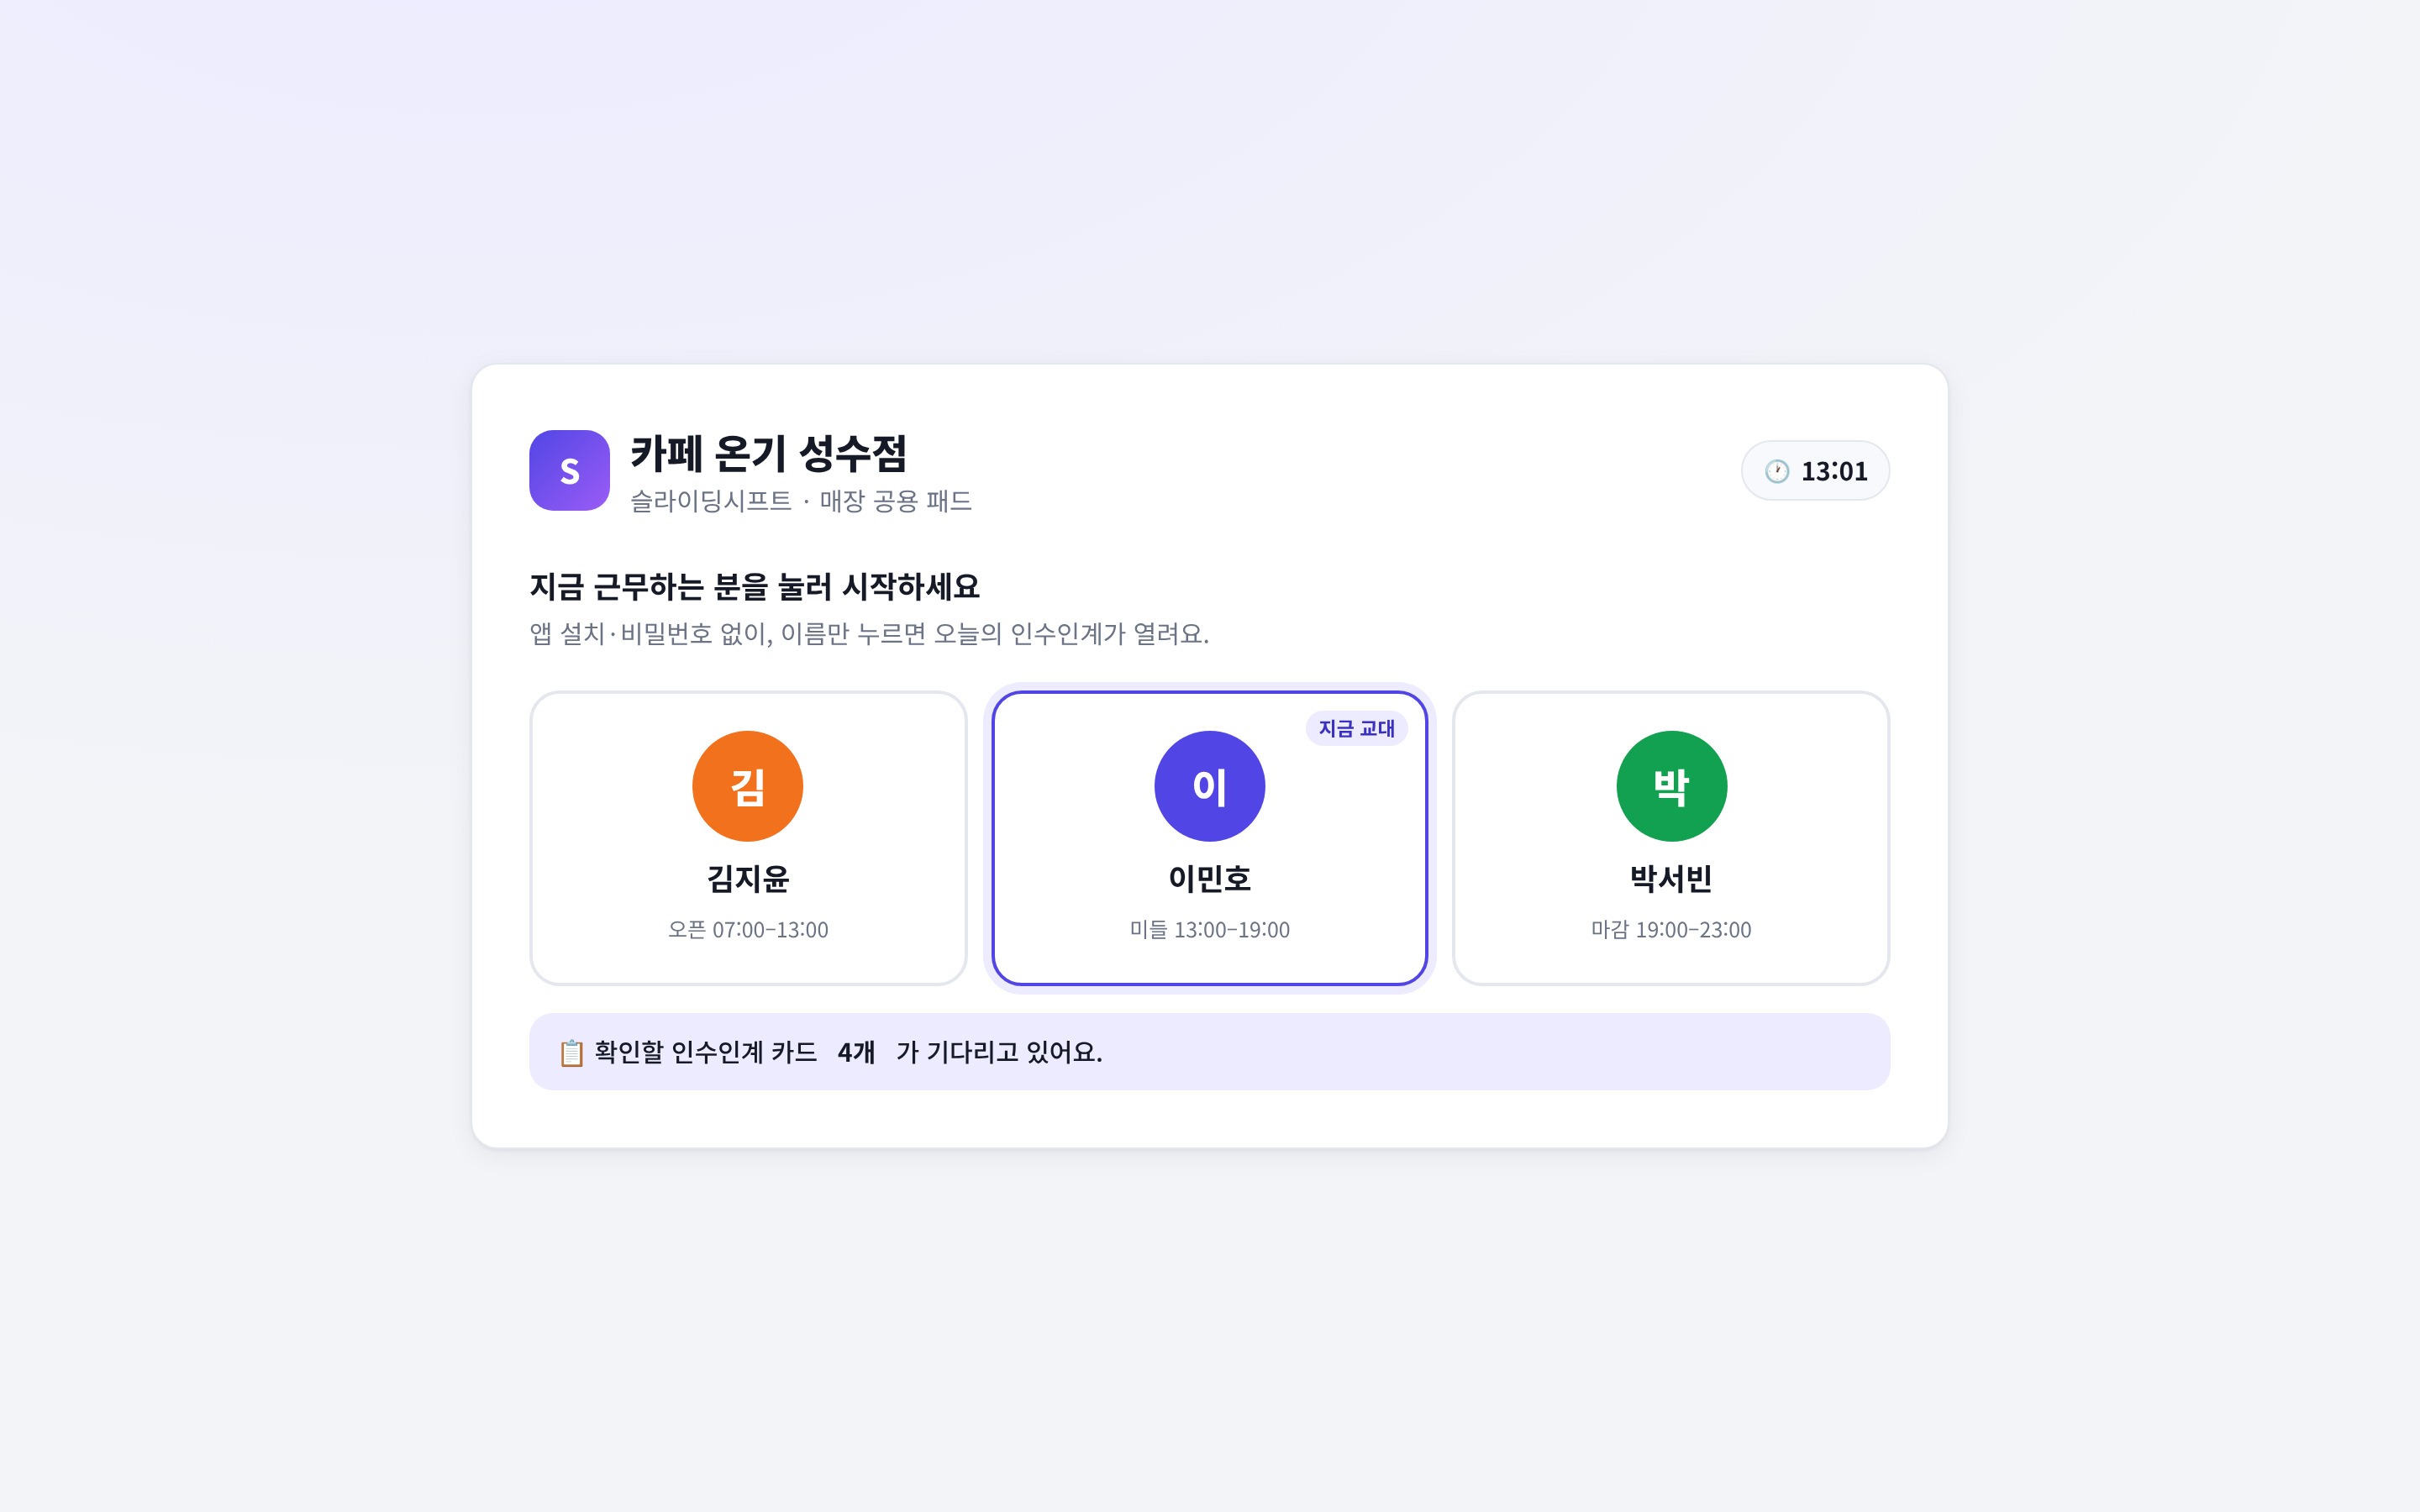 S
카페 온기 성수점
슬라이딩시프트 · 매장 공용 패드
🕐 13:01
지금 근무하는 분을 눌러 시작하세요
앱 설치·비밀번호 없이, 이름만 누르면 오늘의 인수인계가 열려요.
김
김지윤
오픈 07:00–13:00
지금 교대
이
이민호
미들 13:00–19:00
박
박서빈
마감 19:00–23:00
📋 확인할 인수인계 카드 4개 가 기다리고 있어요.